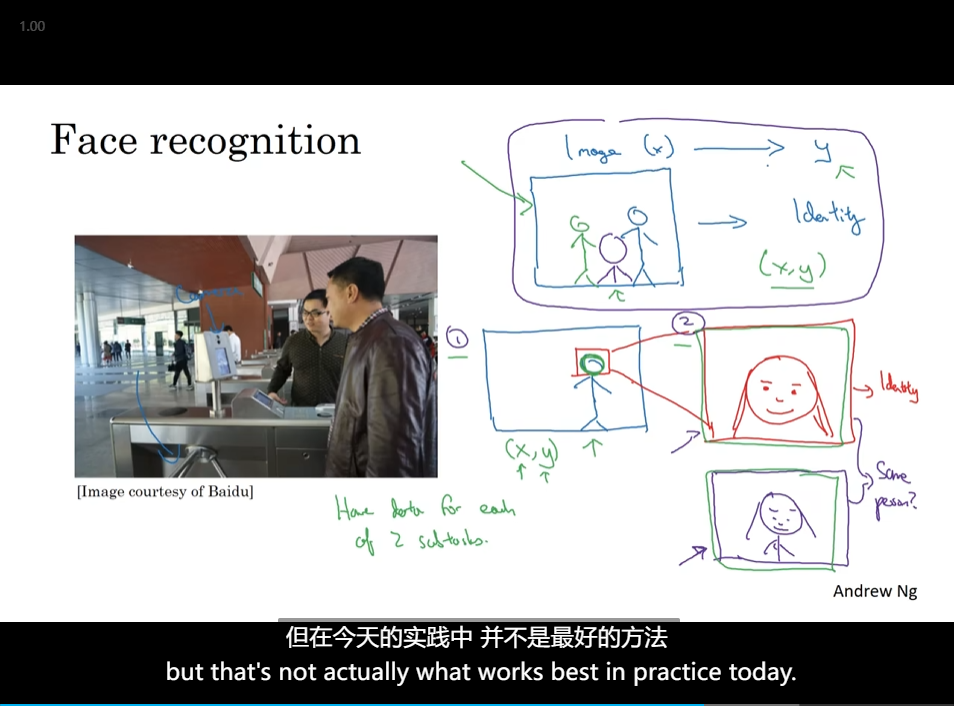 1.00
Face recognition
Image (x) → y
→ Identity
(x,y)
Camera
1
2
→ Identity
(x, y)
[Image courtesy of Baidu]
Have data for each
of 2 subtasks.
Same
person?
Andrew Ng
但在今天的实践中 并不是最好的方法
but that's not actually what works best in practice today.